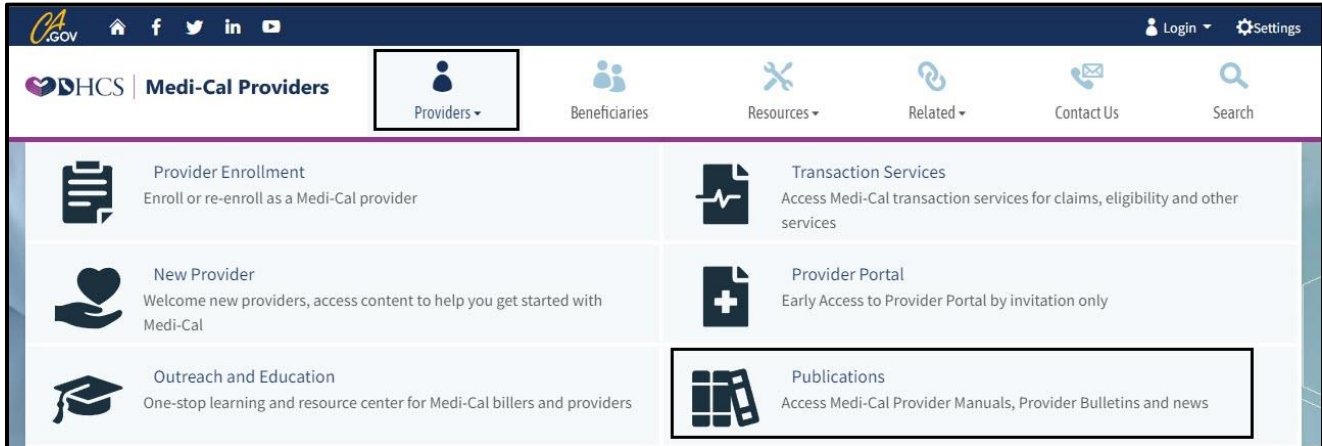 CA.GOV Login Settings
DHCS Medi-Cal Providers
Providers Beneficiaries Resources Related Contact Us Search
Provider Enrollment
Enroll or re-enroll as a Medi-Cal provider
Transaction Services
Access Medi-Cal transaction services for claims, eligibility and other
services
New Provider
Welcome new providers, access content to help you get started with
Medi-Cal
Provider Portal
Early Access to Provider Portal by invitation only
Outreach and Education
One-stop learning and resource center for Medi-Cal billers and providers
Publications
Access Medi-Cal Provider Manuals, Provider Bulletins and news